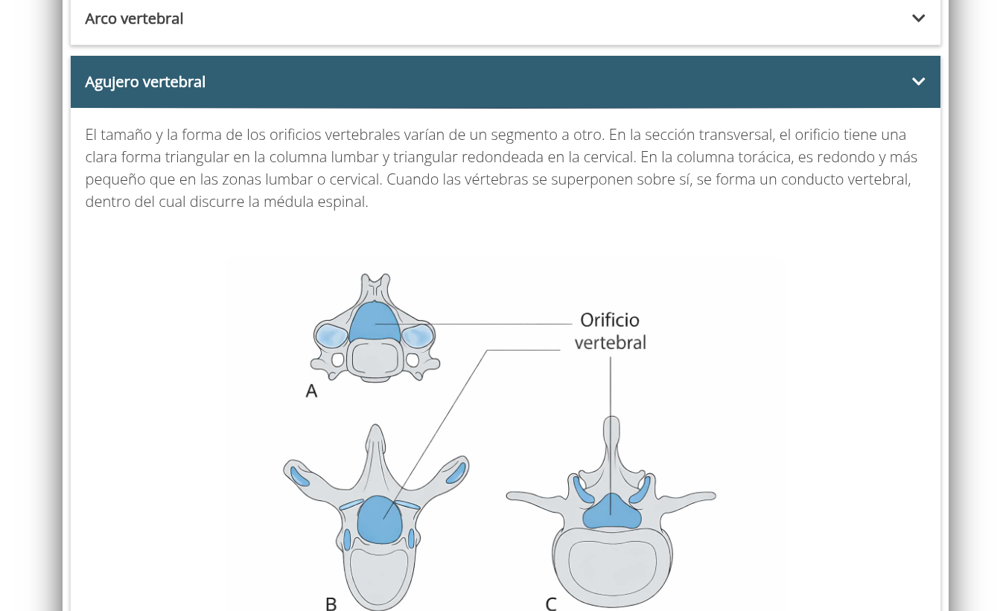 Arco vertebral
Agujero vertebral
El tamaño y la forma de los orificios vertebrales varían de un segmento a otro. En la sección transversal, el orificio tiene una
clara forma triangular en la columna lumbar y triangular redondeada en la cervical. En la columna torácica, es redondo y más
pequeño que en las zonas lumbar o cervical. Cuando las vértebras se superponen sobre sí, se forma un conducto vertebral,
dentro del cual discurre la médula espinal.
Orificio
vertebral
A
B
C